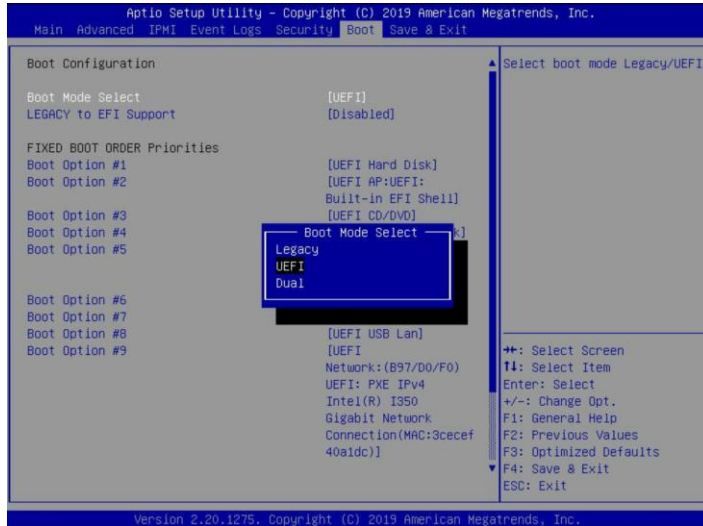 Aptio Setup Utility - Copyright (C) 2019 American Megatrends, Inc.
Main Advanced IPMI Event Logs Security Boot Save & Exit
Boot Configuration
Boot Mode Select [UEFI]
LEGACY to EFI Support [Disabled]
FIXED BOOT ORDER Priorities
Boot Option #1 [UEFI Hard Disk]
Boot Option #2 [UEFI AP:UEFI:
Built-in EFI Shell]
Boot Option #3 [UEFI CD/DVD]
Boot Option #4 k]
Boot Option #5
Boot Option #6
Boot Option #7
Boot Option #8 [UEFI USB Lan]
Boot Option #9 [UEFI
Network:(B97/D0/F0)
UEFI: PXE IPv4
Intel(R) I350
Gigabit Network
Connection(MAC:3cecef
40a1dc)]
Boot Mode Select
Legacy
UEFI
Dual
Select boot mode Legacy/UEFI
→←: Select Screen
↑↓: Select Item
Enter: Select
+/-: Change Opt.
F1: General Help
F2: Previous Values
F3: Optimized Defaults
F4: Save & Exit
ESC: Exit
Version 2.20.1275. Copyright (C) 2019 American Megatrends, Inc.